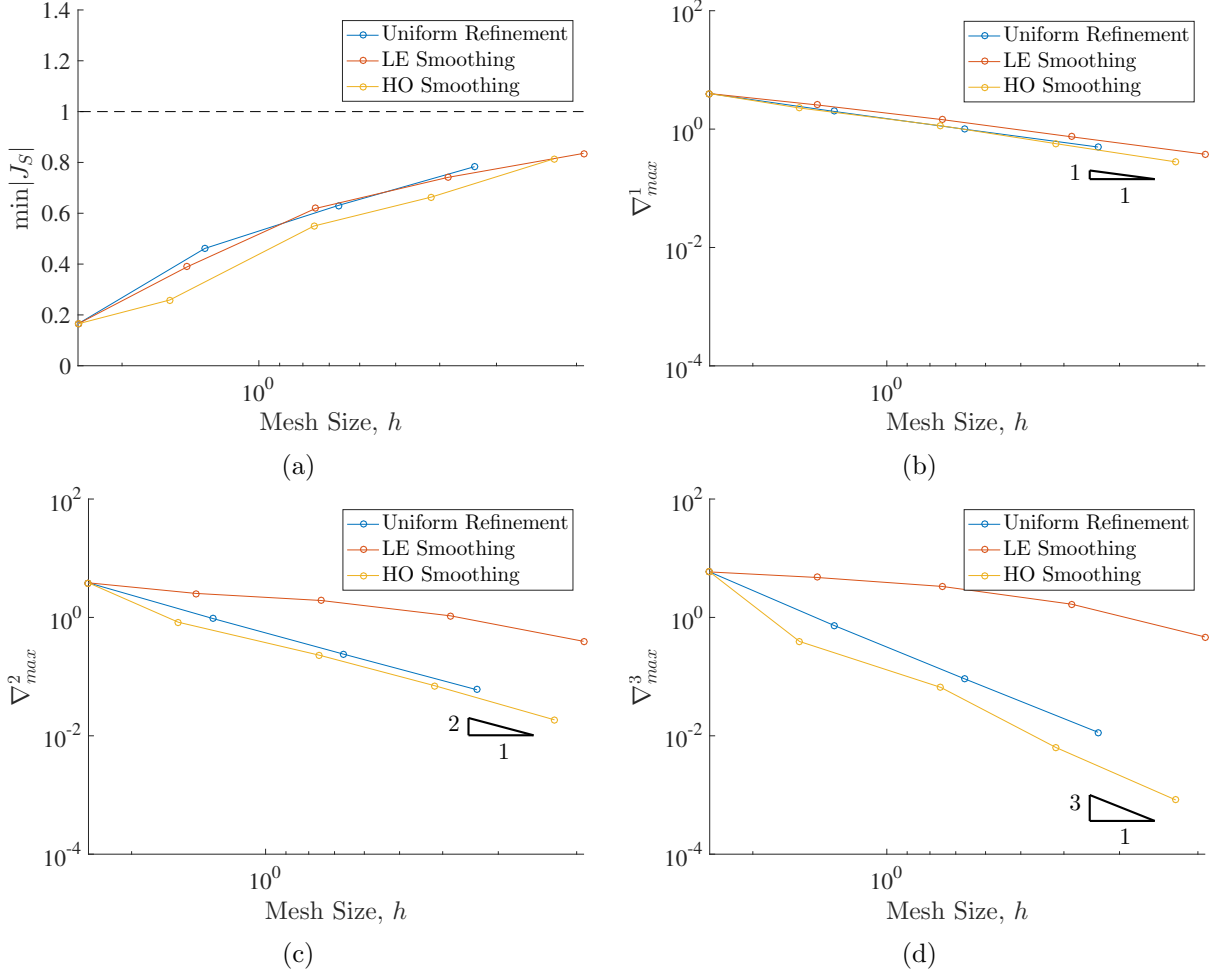 1.4
1.2
1
0.8
0.6
0.4
0.2
0
min|J_S|
Uniform Refinement
LE Smoothing
HO Smoothing
10^0
Mesh Size, h
(a)
10^2
10^0
10^-2
10^-4
∇^1_max
Uniform Refinement
LE Smoothing
HO Smoothing
1
1
10^0
Mesh Size, h
(b)
10^2
10^0
10^-2
10^-4
∇^2_max
Uniform Refinement
LE Smoothing
HO Smoothing
2
1
10^0
Mesh Size, h
(c)
10^2
10^0
10^-2
10^-4
∇^3_max
Uniform Refinement
LE Smoothing
HO Smoothing
3
1
10^0
Mesh Size, h
(d)